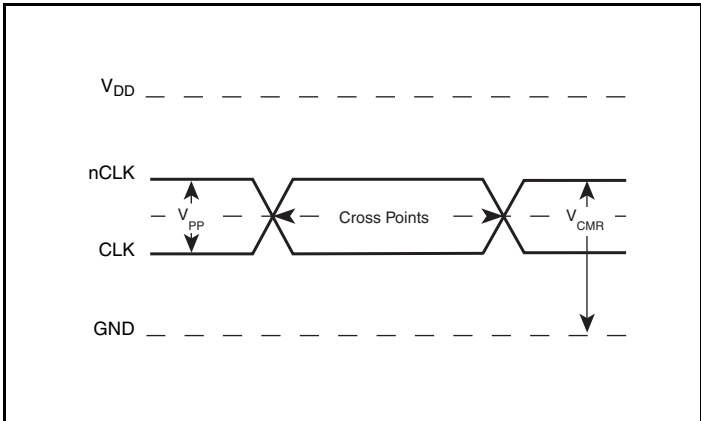 VDD
nCLK
VPP
Cross Points
VCMR
CLK
GND